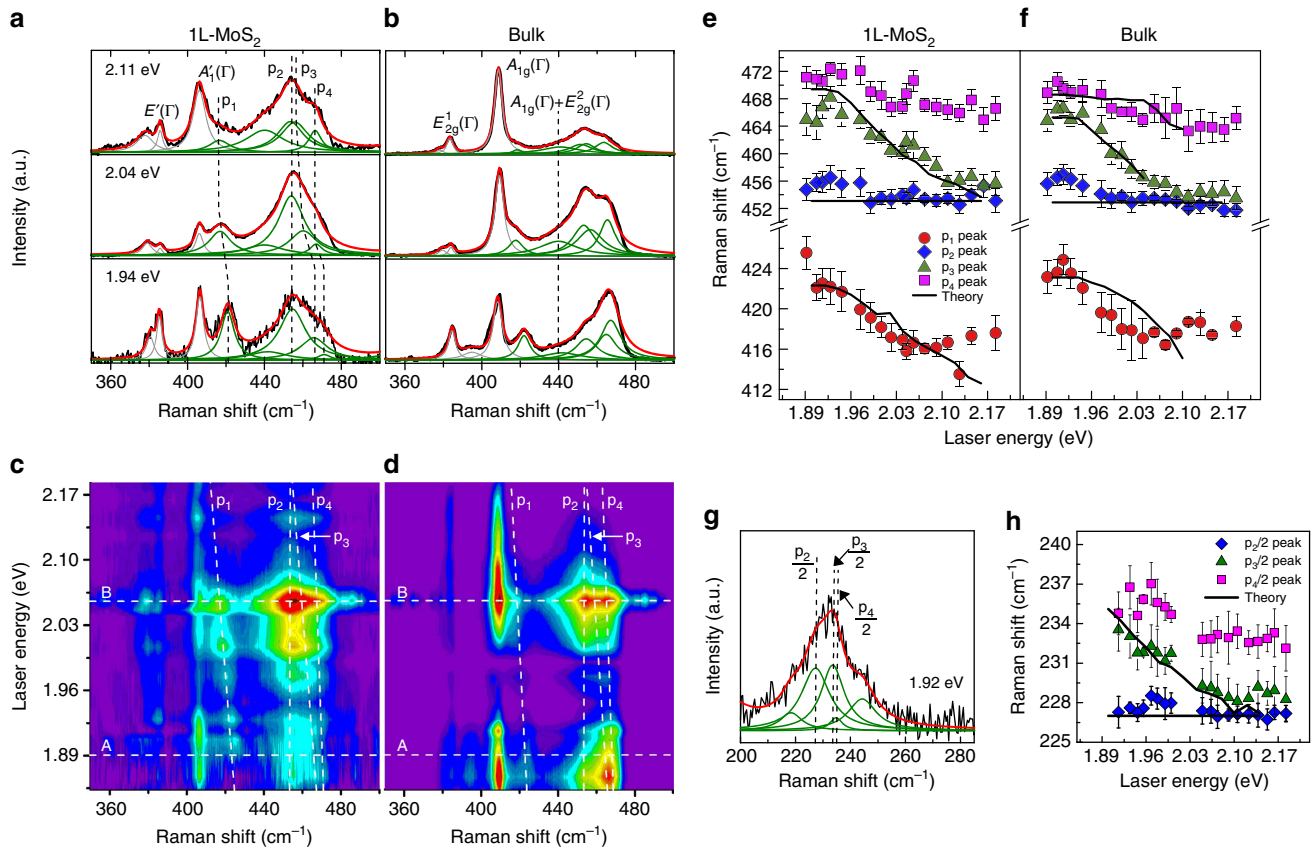 a
1L-MoS2
b
Bulk
2.11 eV
E′(Γ)
A′1(Γ)
p1
p2
p3
p4
2.04 eV
1.94 eV
Intensity (a.u.)
360 400 440 480
Raman shift (cm−1)
E12g(Γ)
A1g(Γ)
A1g(Γ)+E22g(Γ)
360 400 440 480
Raman shift (cm−1)
e
1L-MoS2
f
Bulk
472
468
464
460
456
452
424
420
416
412
Raman shift (cm−1)
p1 peak
p2 peak
p3 peak
p4 peak
Theory
1.89 1.96 2.03 2.10 2.17
1.89 1.96 2.03 2.10 2.17
Laser energy (eV)
c
d
2.17
2.10
2.03
1.96
1.89
Laser energy (eV)
B
A
p1
p2
p4
p3
p1
p2
p4
p3
360 400 440 480
Raman shift (cm−1)
360 400 440 480
Raman shift (cm−1)
g
p2
2
p3
2
p4
2
1.92 eV
Intensity (a.u.)
200 220 240 260 280
Raman shift (cm−1)
h
240
237
234
231
228
225
Raman shift (cm−1)
p2/2 peak
p3/2 peak
p4/2 peak
Theory
1.89 1.96 2.03 2.10 2.17
Laser energy (eV)